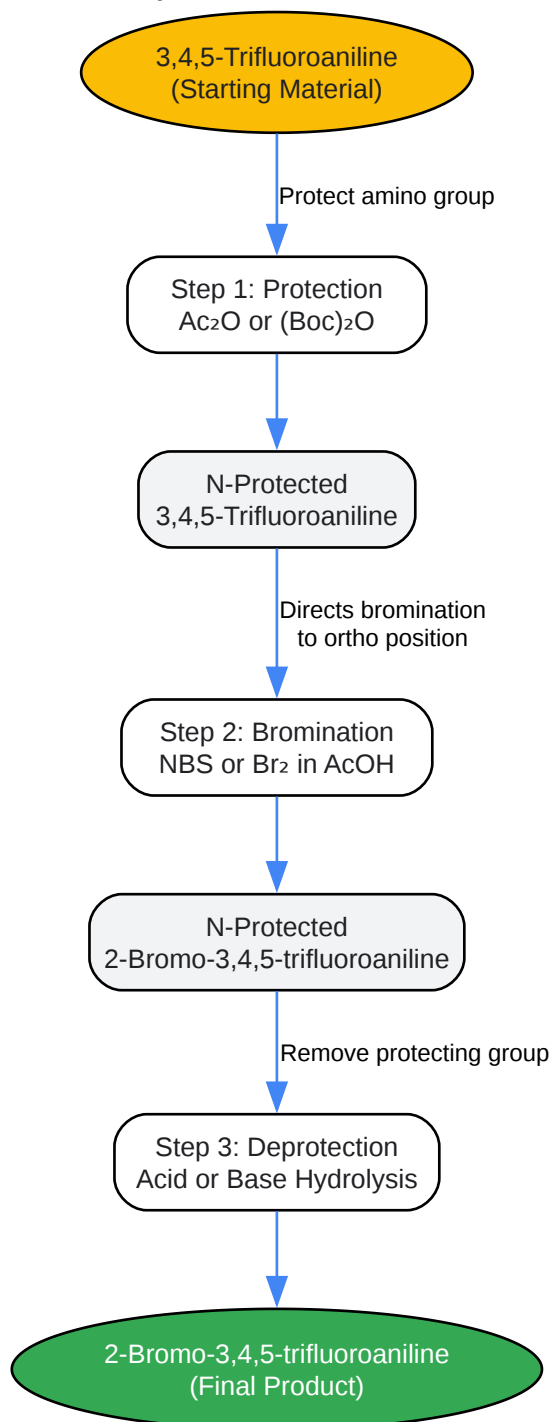 3,4,5-Trifluoroaniline
(Starting Material)
Protect amino group
Step 1: Protection
Ac₂O or (Boc)₂O
N-Protected
3,4,5-Trifluoroaniline
Directs bromination
to ortho position
Step 2: Bromination
NBS or Br₂ in AcOH
N-Protected
2-Bromo-3,4,5-trifluoroaniline
Remove protecting group
Step 3: Deprotection
Acid or Base Hydrolysis
2-Bromo-3,4,5-trifluoroaniline
(Final Product)